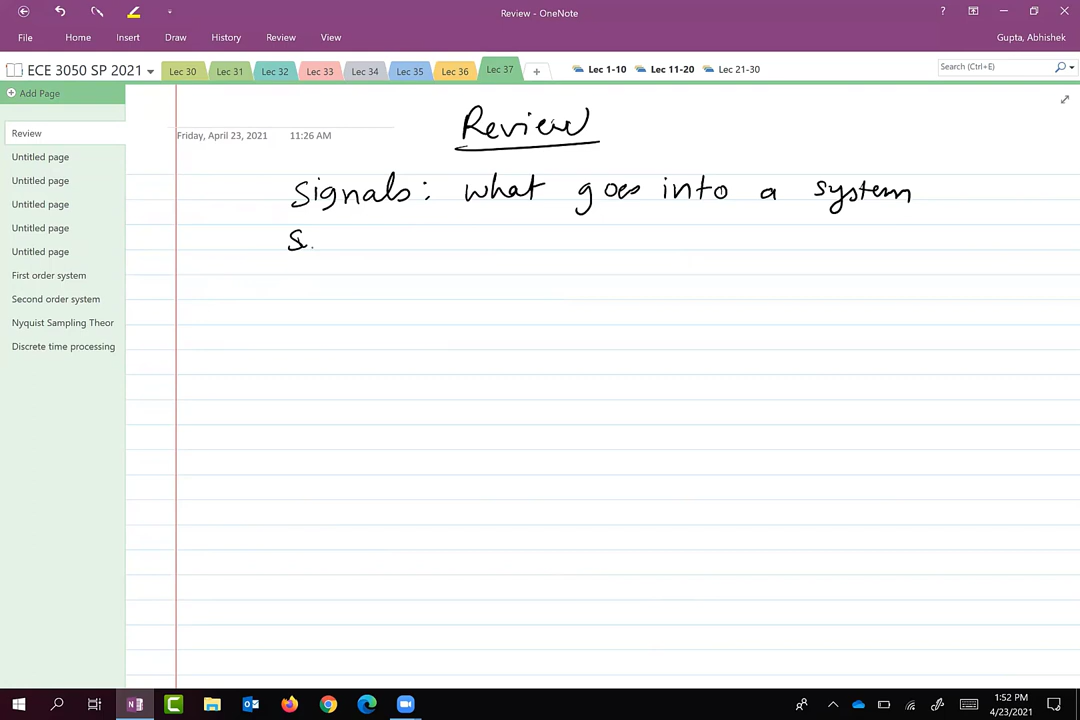 Review - OneNote
? Gupta, Abhishek
File Home Insert Draw History Review View
ECE 3050 SP 2021 Lec 30 Lec 31 Lec 32 Lec 33 Lec 34 Lec 35 Lec 36 Lec 37 + Lec 1-10 Lec 11-20 Lec 21-30 Search (Ctrl+E)
Add Page
Review
Untitled page
Untitled page
Untitled page
Untitled page
Untitled page
First order system
Second order system
Nyquist Sampling Theor
Discrete time processing
Review
Friday, April 23, 2021 11:26 AM
Signals: what goes into a system
S
1:52 PM
4/23/2021